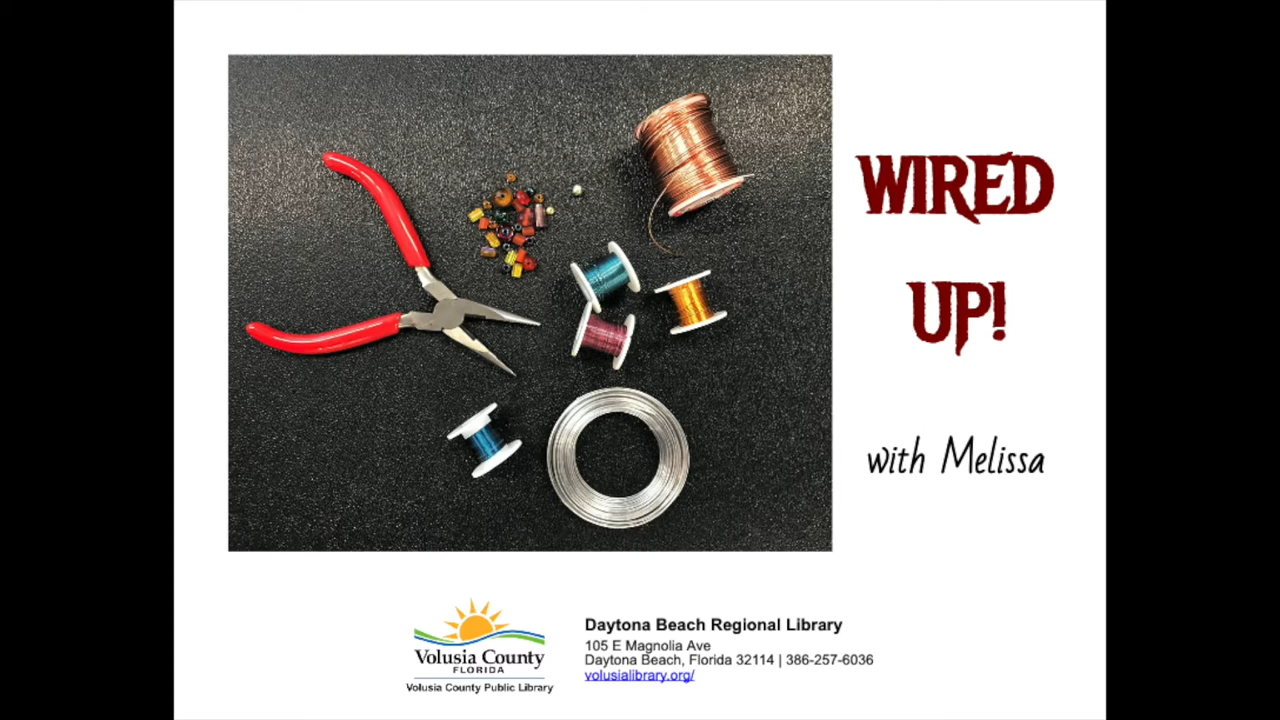 WIRED
UP!
with Melissa
Volusia County
FLORIDA
Volusia County Public Library
Daytona Beach Regional Library
105 E Magnolia Ave
Daytona Beach, Florida 32114 | 386-257-6036
volusialibrary.org/